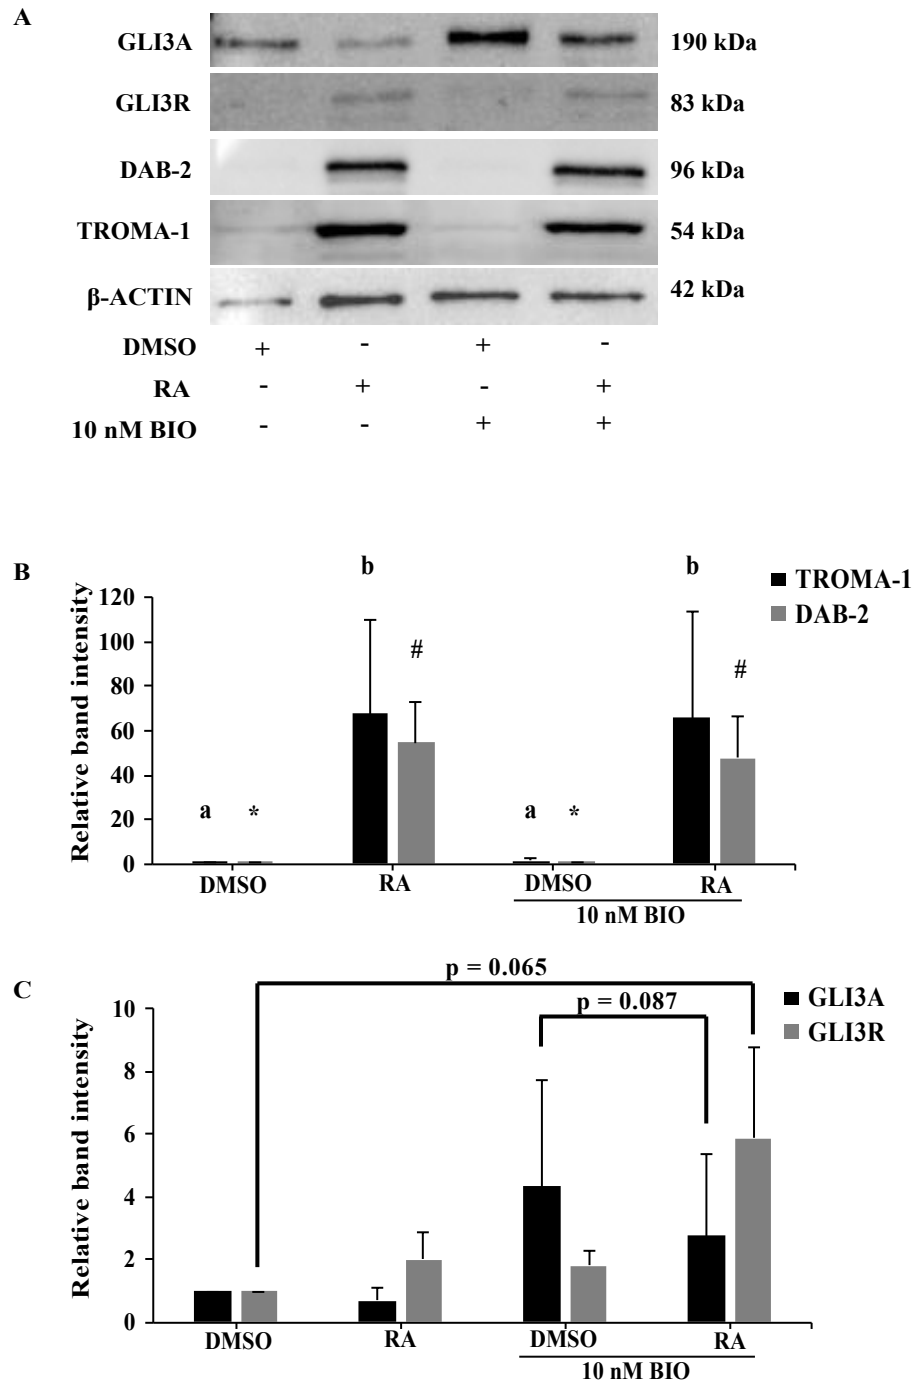 A
GLI3A 190 kDa
GLI3R 83 kDa
DAB-2 96 kDa
TROMA-1 54 kDa
β-ACTIN 42 kDa
DMSO + - + -
RA - + - +
10 nM BIO - - + +
B
b b
TROMA-1
DAB-2
# #
a * a *
Relative band intensity
120
100
80
60
40
20
0
DMSO RA DMSO RA
10 nM BIO
C
p = 0.065
p = 0.087
GLI3A
GLI3R
Relative band intensity
10
8
6
4
2
0
DMSO RA DMSO RA
10 nM BIO